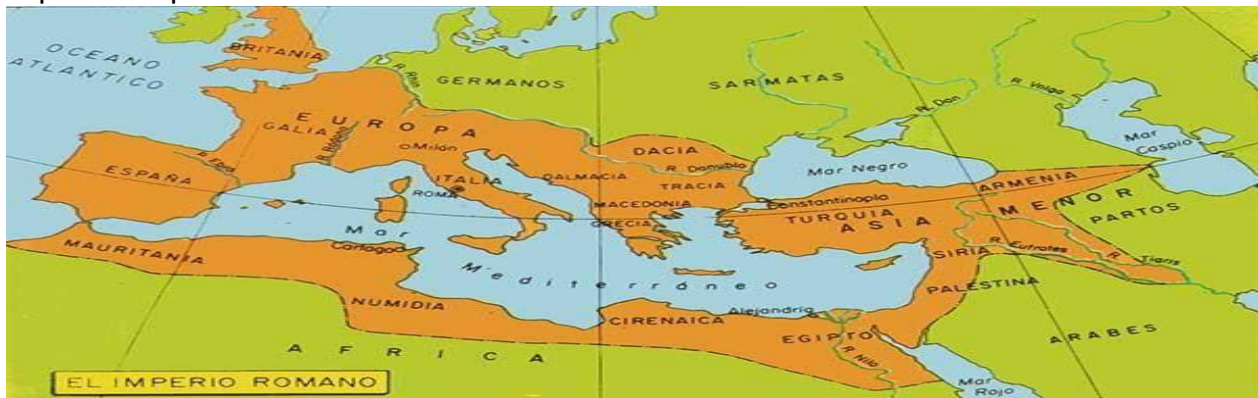 OCEANO
ATLANTICO
BRITANIA
GERMANOS
SARMATAS
R. Rhin
R. Don
R. Volga
Mar
Caspio
EUROPA
GALIA
R. Ródano
Milán
DACIA
R. Danubio
Mar Negro
ESPAÑA
R. Ebro
ITALIA
ROMA
DALMACIA
TRACIA
MACEDONIA
GRECIA
Constantinopla
TURQUIA
ASIA
MENOR
ARMENIA
PARTOS
MAURITANIA
Mar
Mediterráneo
Cartago
SIRIA
R. Eufrates
R. Tigris
PALESTINA
NUMIDIA
CIRENAICA
Alejandría
EGIPTO
R. Nilo
ARABES
AFRICA
Mar
Rojo
EL IMPERIO ROMANO